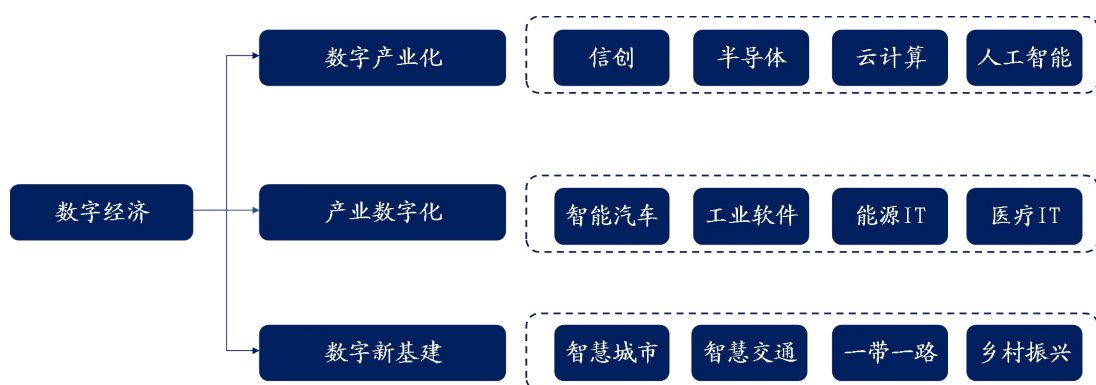 数字产业化
信创
半导体
云计算
人工智能
数字经济
产业数字化
智能汽车
工业软件
能源IT
医疗IT
数字新基建
智慧城市
智慧交通
一带一路
乡村振兴